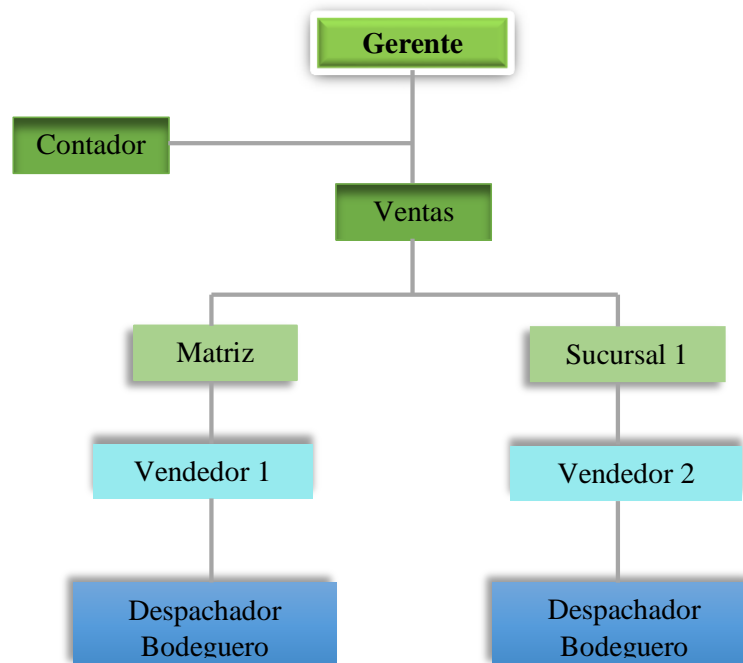 Gerente
Contador
Ventas
Matriz
Sucursal 1
Vendedor 1
Vendedor 2
Despachador
Bodeguero
Despachador
Bodeguero